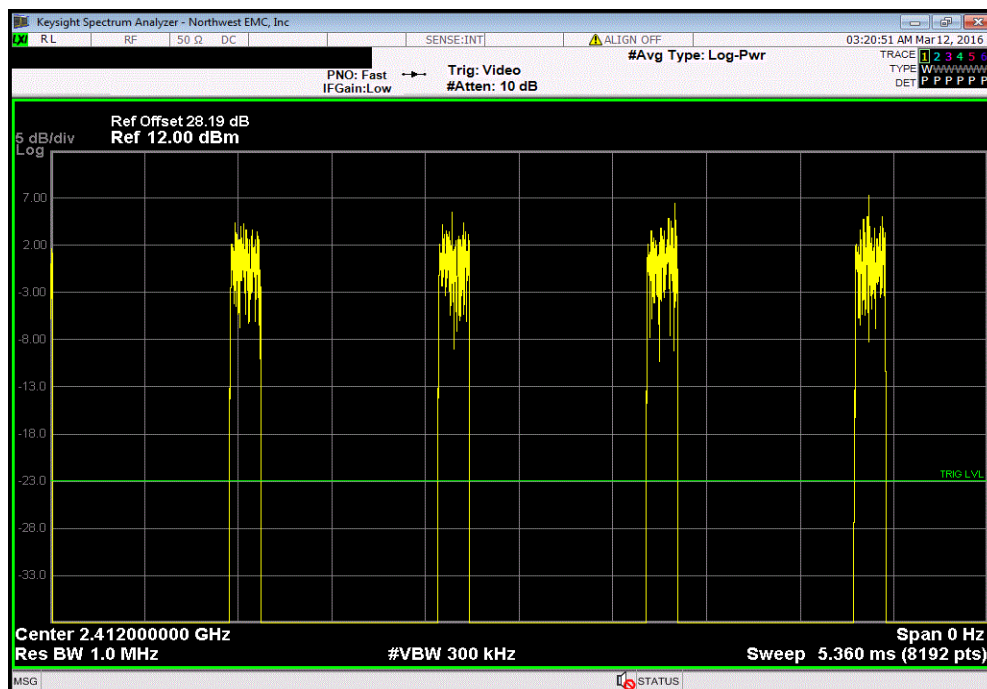 Keysight Spectrum Analyzer - Northwest EMC, Inc
LXI RL RF 50 Ω DC SENSE:INT ALIGN OFF 03:20:51 AM Mar 12, 2016
#Avg Type: Log-Pwr
TRACE 1 2 3 4 5 6
PNO: Fast Trig: Video
TYPE WWWWWW
IFGain:Low #Atten: 10 dB
DET P P P P P P
Ref Offset 28.19 dB
5 dB/div Ref 12.00 dBm
Log
7.00
2.00
-3.00
-8.00
-13.0
-18.0
-23.0
TRIG LVL
-28.0
-33.0
Center 2.412000000 GHz Span 0 Hz
Res BW 1.0 MHz #VBW 300 kHz Sweep 5.360 ms (8192 pts)
MSG STATUS